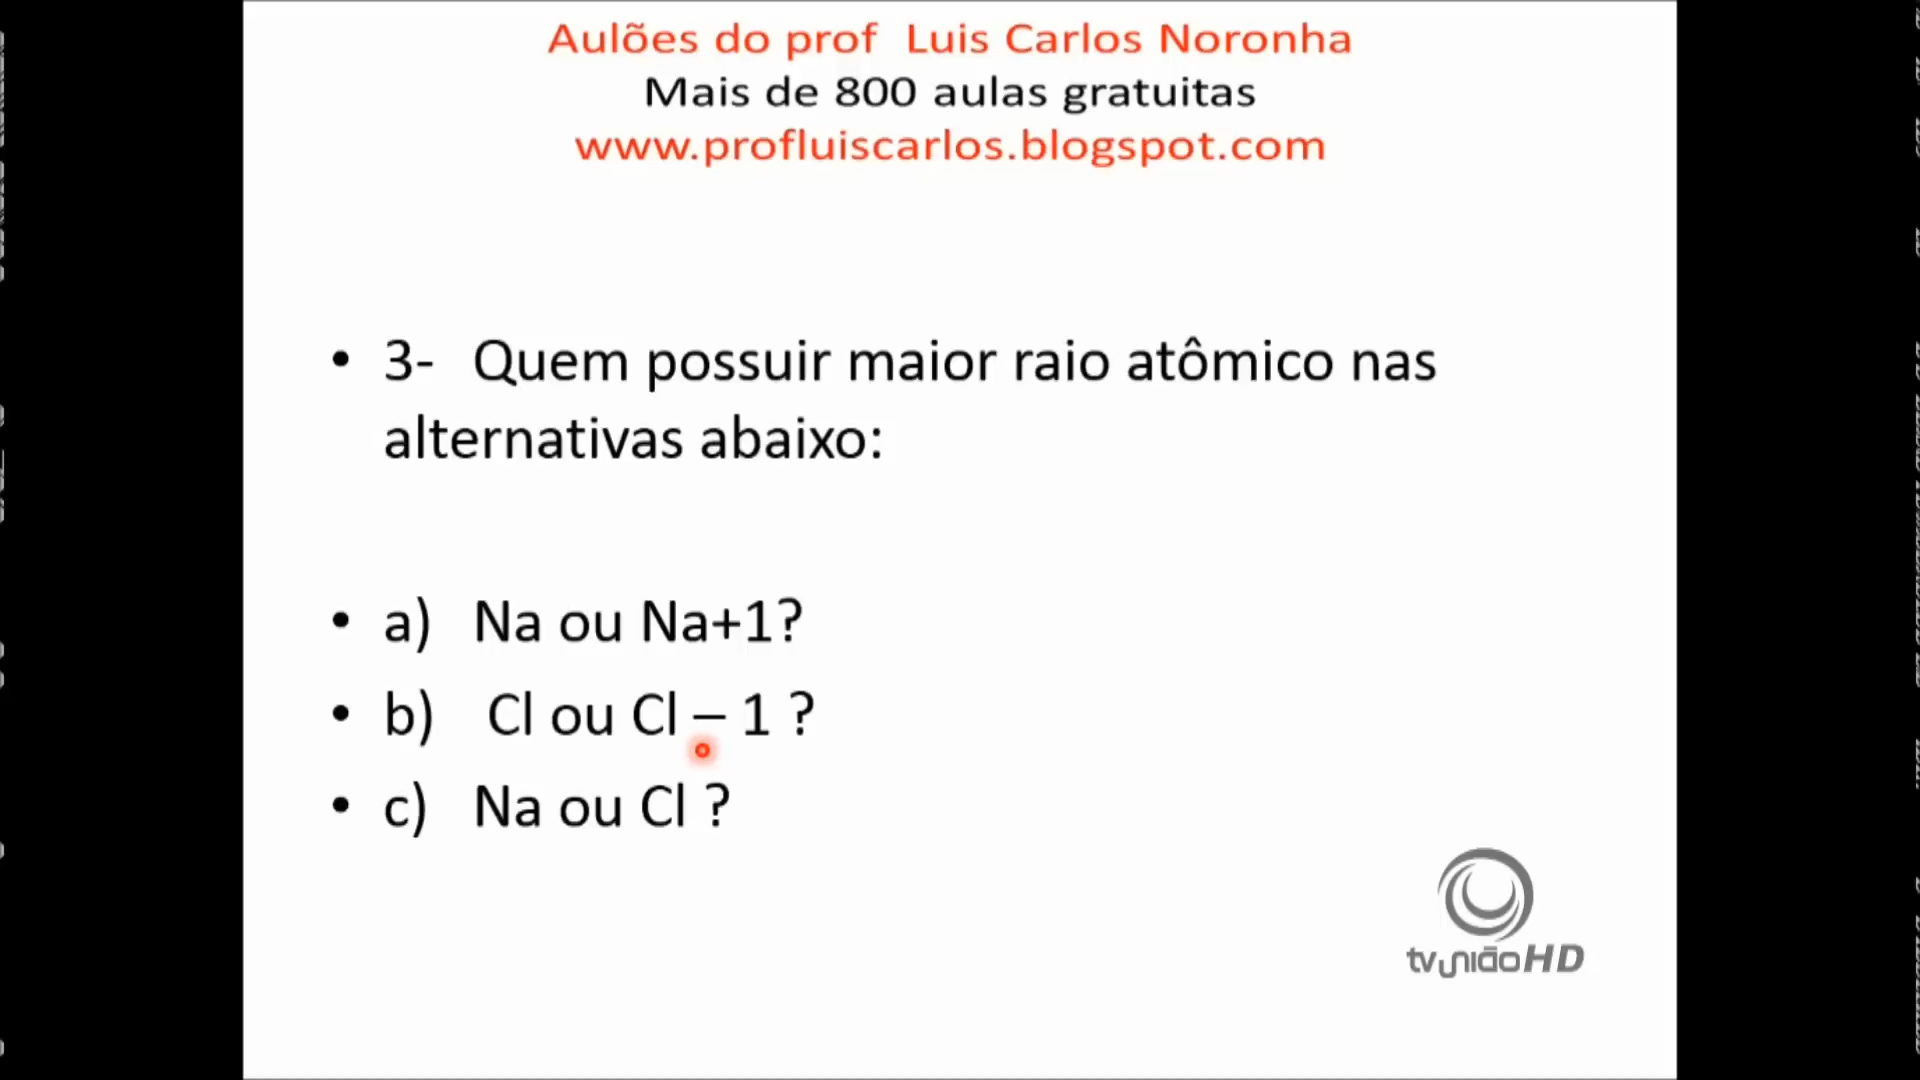 Aulões do prof Luis Carlos Noronha
Mais de 800 aulas gratuitas
www.profluiscarlos.blogspot.com
• 3- Quem possuir maior raio atômico nas
alternativas abaixo:
• a) Na ou Na+1?
• b) Cl ou Cl – 1 ?
• c) Na ou Cl ?
tvuniãoHD